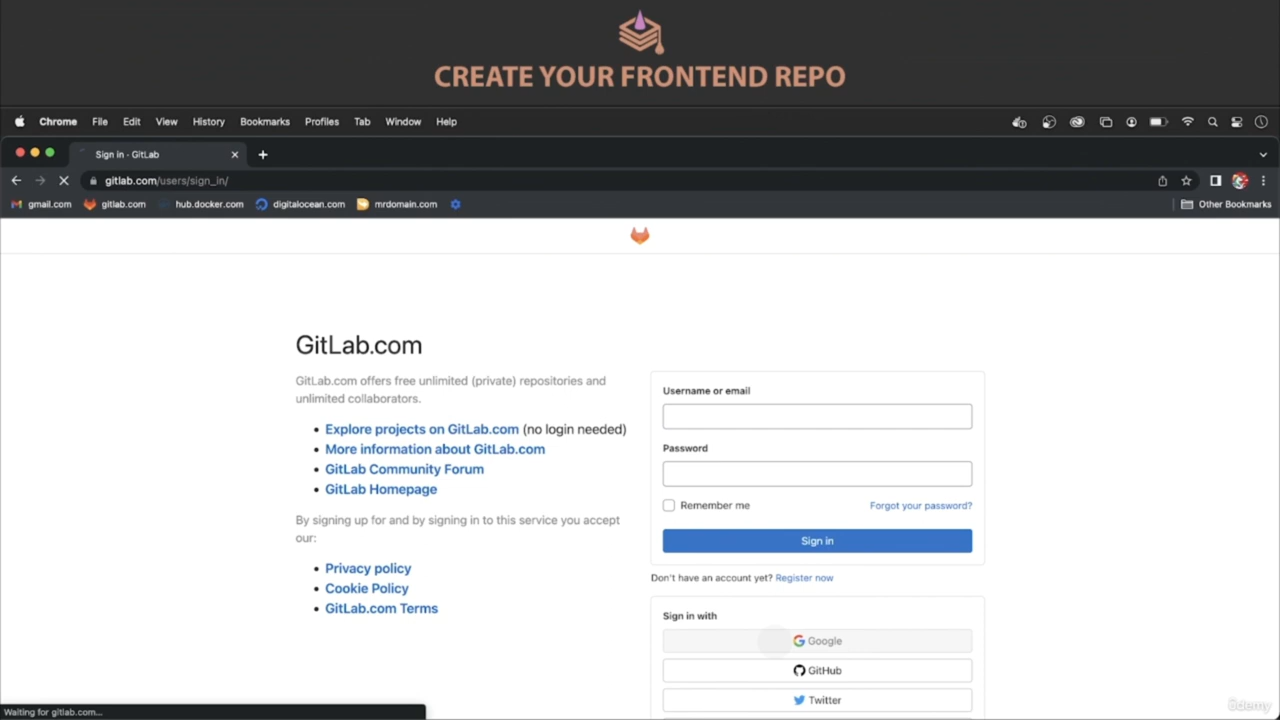 CREATE YOUR FRONTEND REPO
Chrome File Edit View History Bookmarks Profiles Tab Window Help
Sign in · GitLab
gitlab.com/users/sign_in/
gmail.com gitlab.com hub.docker.com digitalocean.com mrdomain.com Other Bookmarks
GitLab.com
GitLab.com offers free unlimited (private) repositories and
unlimited collaborators.
Explore projects on GitLab.com (no login needed)
More information about GitLab.com
GitLab Community Forum
GitLab Homepage
By signing up for and by signing in to this service you accept
our:
Privacy policy
Cookie Policy
GitLab.com Terms
Username or email
Password
Remember me Forgot your password?
Sign in
Don't have an account yet? Register now
Sign in with
Google
GitHub
Twitter
Waiting for gitlab.com...
ûdemy